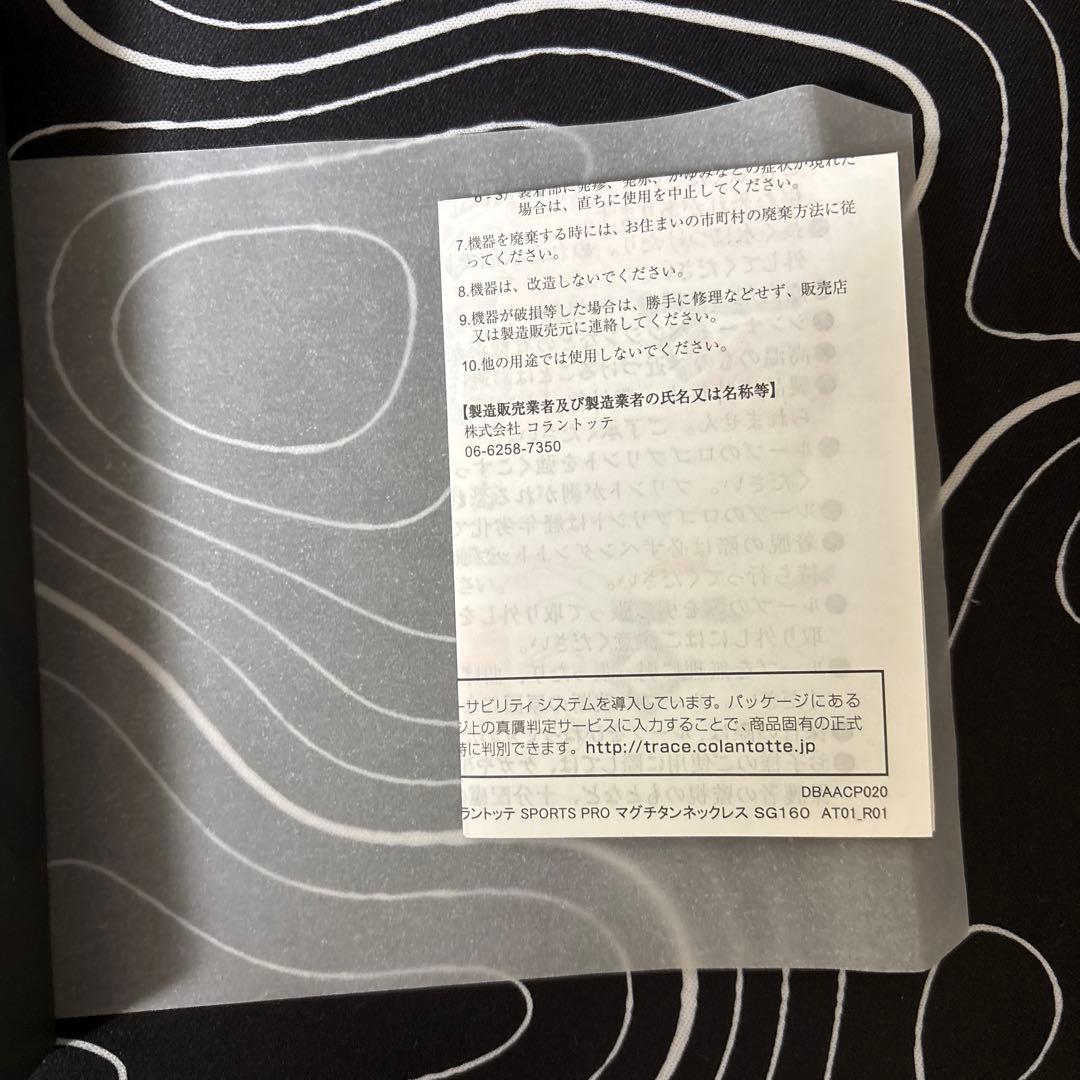 6-3) 装着部に発疹、発赤、かゆみなどの症状が現れた
場合は、直ちに使用を中止してください。
7.機器を廃棄する時には、お住まいの市町村の廃棄方法に従
ってください。
8.機器は、改造しないでください。
9.機器が破損等した場合は、勝手に修理などせず、販売店
又は製造販売元に連絡してください。
10.他の用途では使用しないでください。
【製造販売業者及び製造業者の氏名又は名称等】
株式会社 コラントッテ
06-6258-7350
ーサビリティシステムを導入しています。パッケージにある
ジ上の真贋判定サービスに入力することで、商品固有の正式
時に判別できます。http://trace.colantotte.jp
DBAACP020
ラントッテ SPORTS PRO マグチタンネックレス SG160 AT01_R01